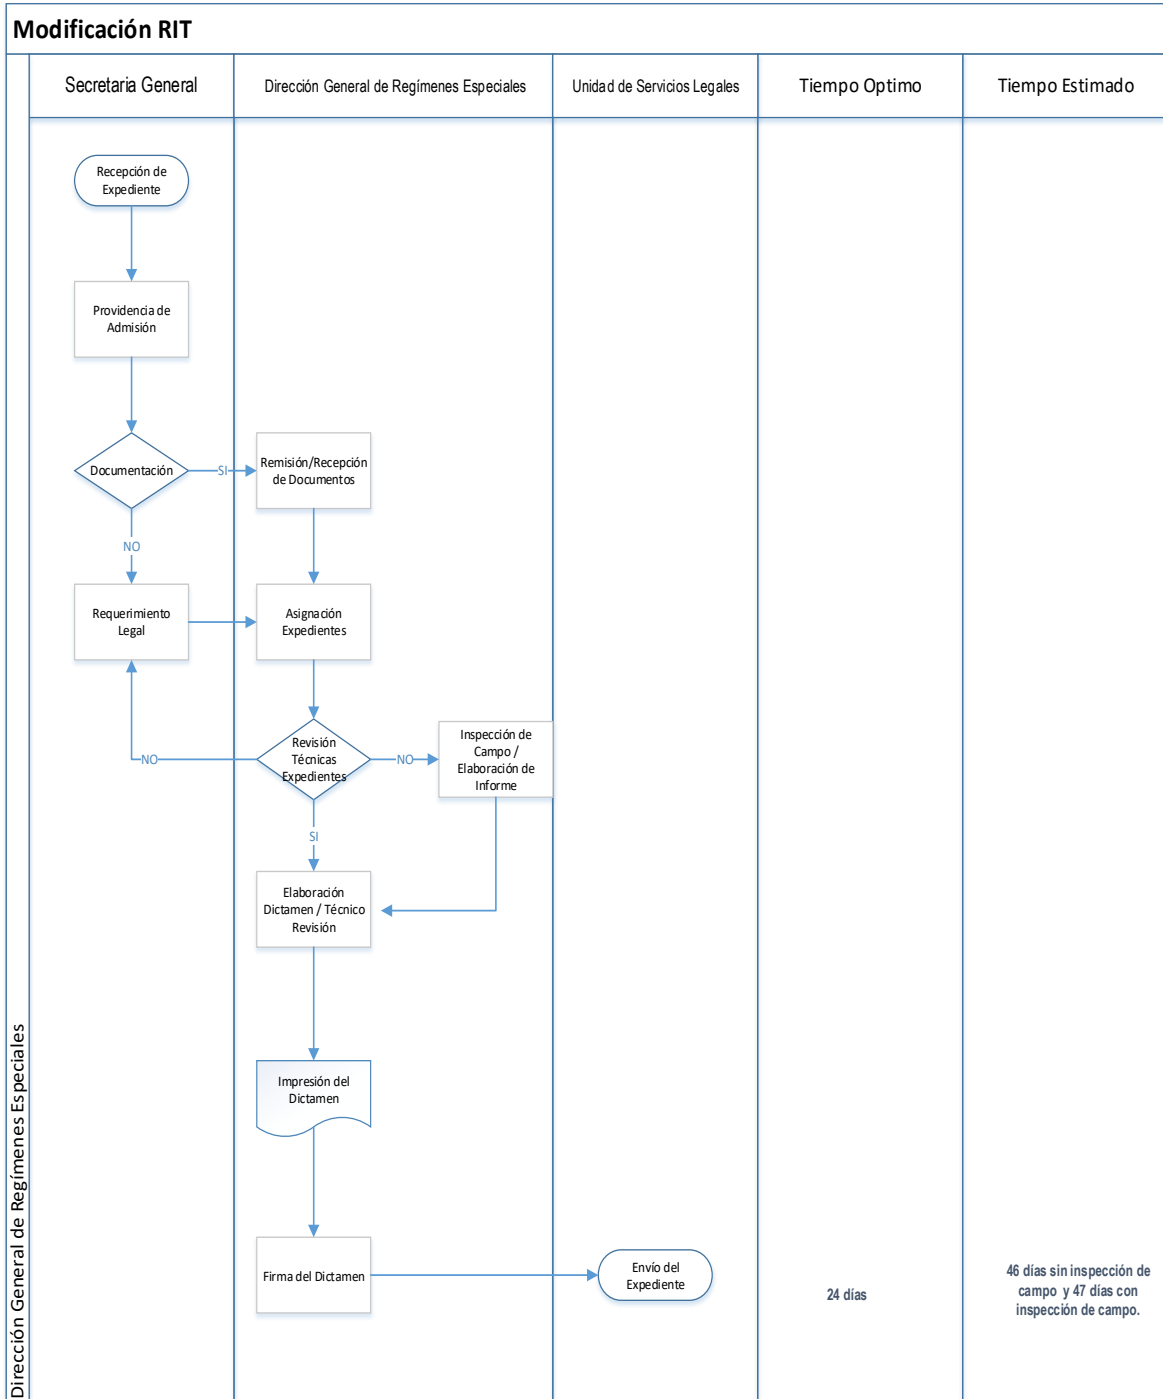 Modificación RIT
Secretaria General
Dirección General de Regímenes Especiales
Unidad de Servicios Legales
Tiempo Optimo
Tiempo Estimado
Recepción de
Expediente
Providencia de
Admisión
Documentación
SI
Remisión/Recepción
de Documentos
NO
Requerimiento
Legal
Asignación
Expedientes
Revisión
Técnicas
Expedientes
NO
NO
Inspección de
Campo /
Elaboración de
Informe
SI
Elaboración
Dictamen / Técnico
Revisión
Impresión del
Dictamen
Firma del Dictamen
Envío del
Expediente
24 días
46 días sin inspección de
campo y 47 días con
inspección de campo.
Dirección General de Regímenes Especiales